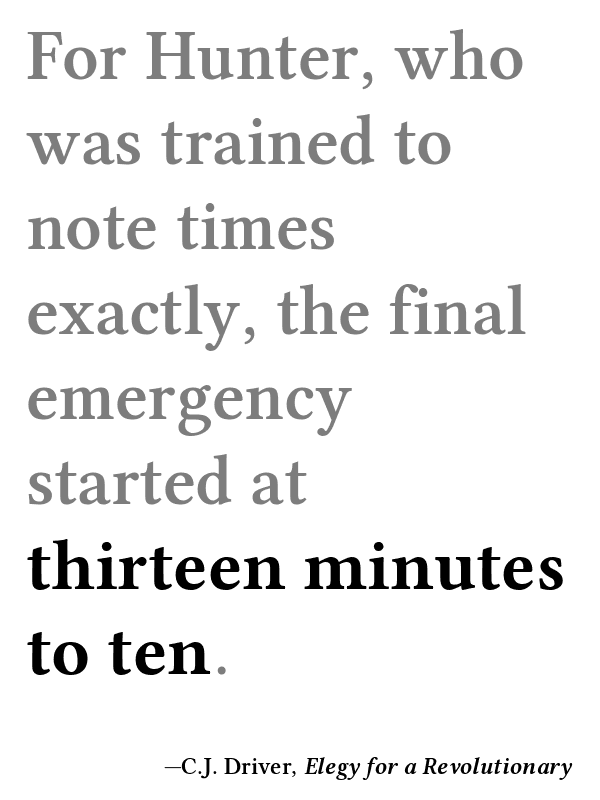 For Hunter, who
was trained to
note times
exactly, the final
emergency
started at
thirteen minutes
to ten.
—C.J. Driver, Elegy for a Revolutionary